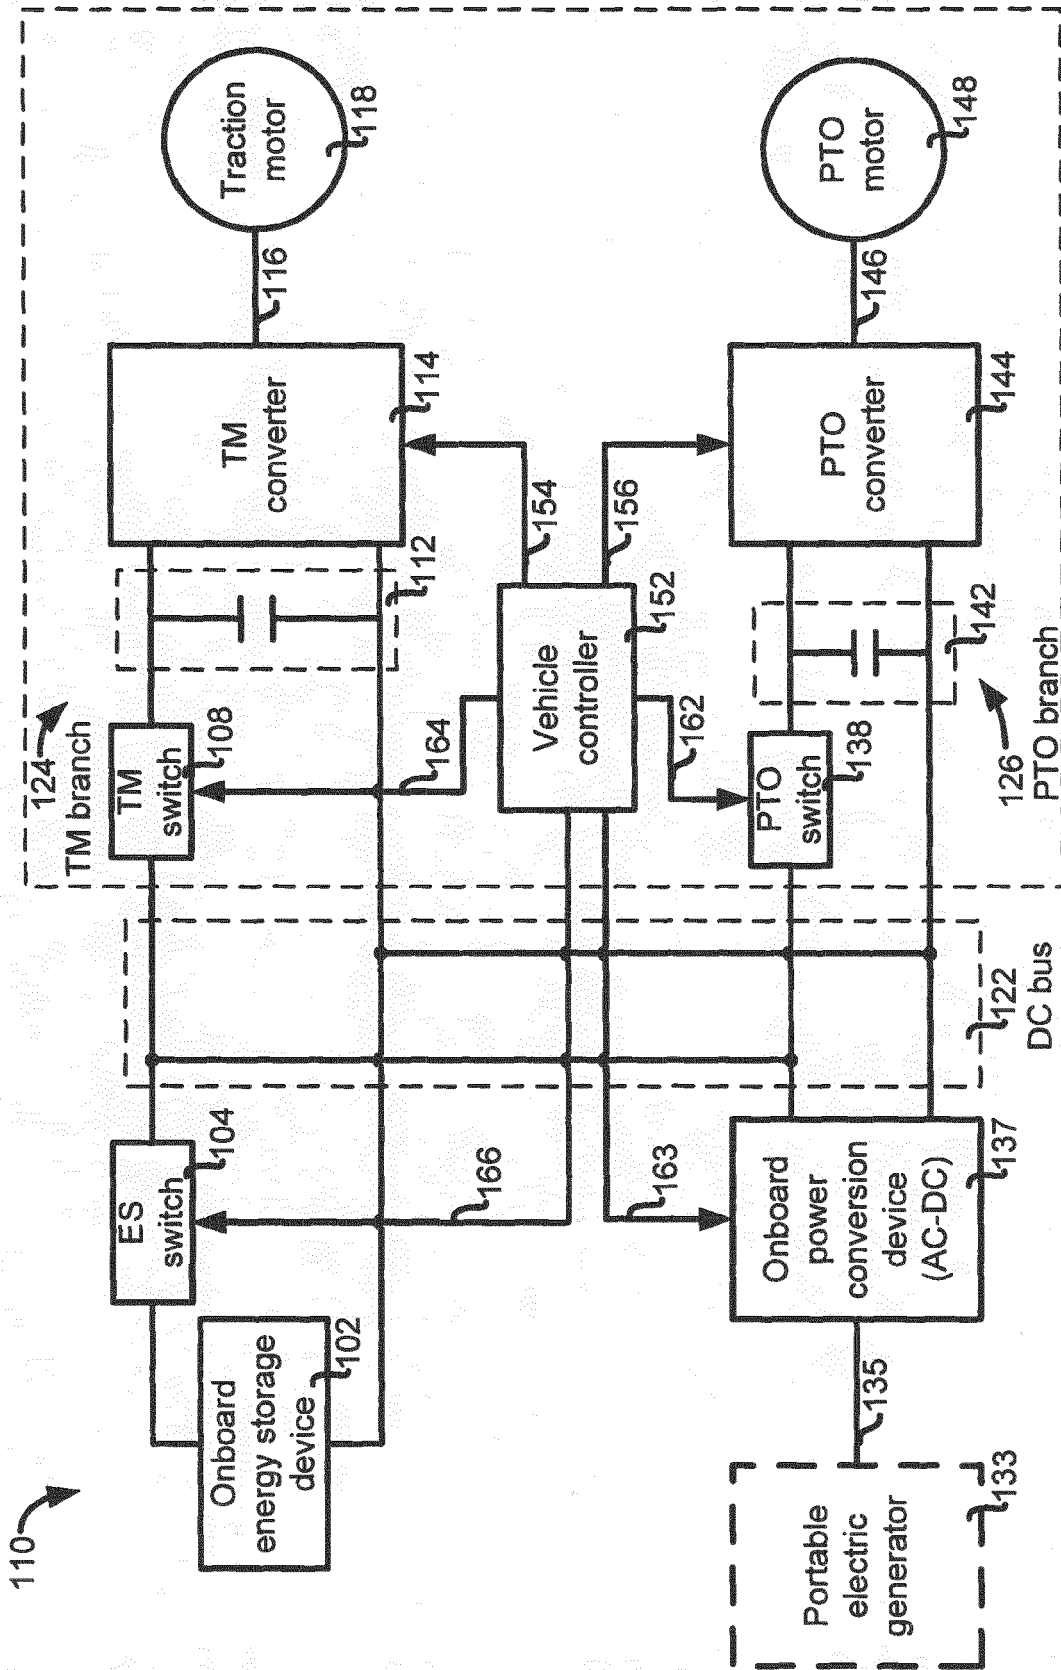 110
Onboard
energy storage
device
102
ES
switch
104
124
TM branch
TM
switch
108
112
TM
converter
114
116
Traction
motor
118
166
164
Vehicle
controller
152
154
156
163
162
Portable
electric
generator
133
135
Onboard
power
conversion
device
(AC-DC)
137
122
DC bus
PTO
switch
138
142
126
PTO branch
PTO
converter
144
146
PTO
motor
148